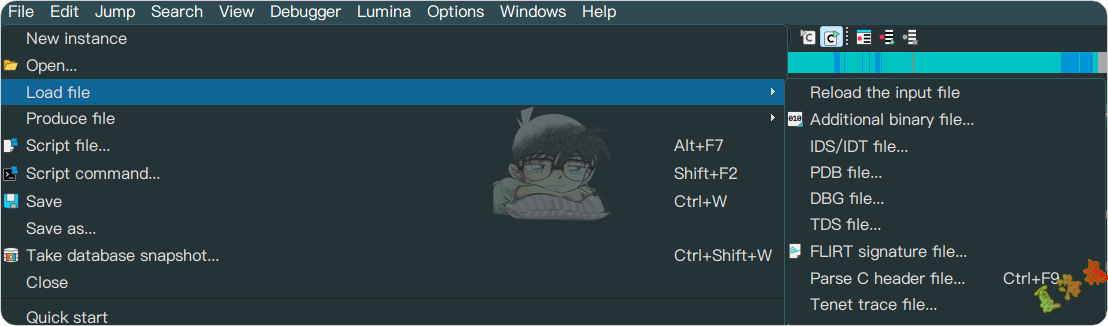 File Edit Jump Search View Debugger Lumina Options Windows Help
New instance
Open...
Load file
Produce file
Script file... Alt+F7
Script command... Shift+F2
Save Ctrl+W
Save as...
Take database snapshot... Ctrl+Shift+W
Close
Quick start
Reload the input file
Additional binary file...
IDS/IDT file...
PDB file...
DBG file...
TDS file...
FLIRT signature file...
Parse C header file... Ctrl+F9
Tenet trace file...